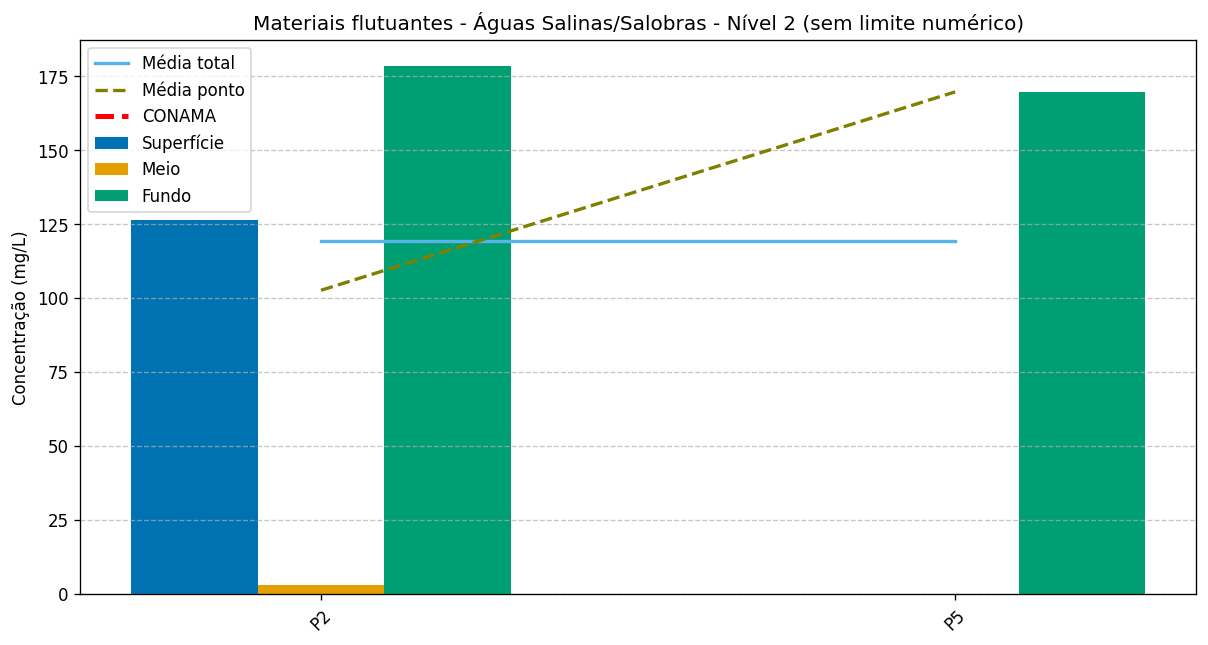 Materiais flutuantes - Águas Salinas/Salobras - Nível 2 (sem limite numérico)
Média total
Média ponto
CONAMA
Superfície
Meio
Fundo
Concentração (mg/L)
175
150
125
100
75
50
25
0
P2
P5